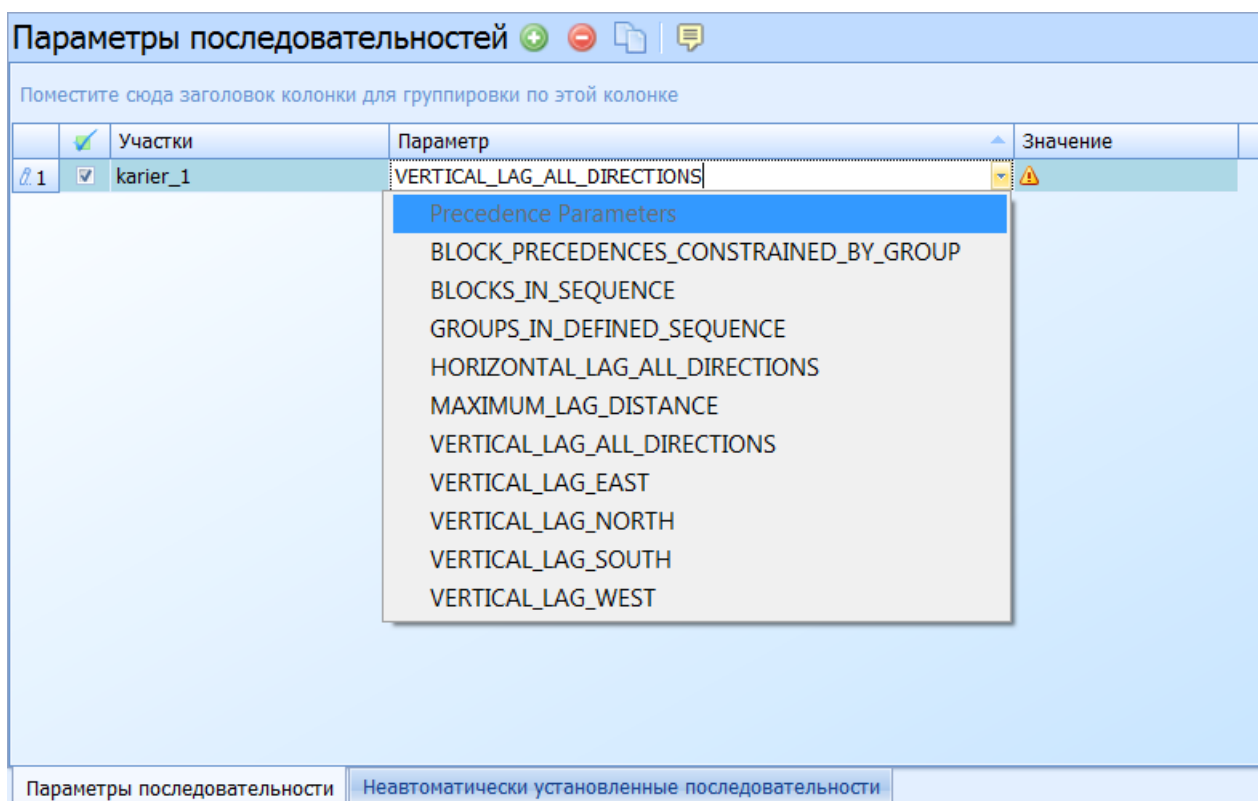 Параметры последовательностей
Поместите сюда заголовок колонки для группировки по этой колонке
Участки Параметр Значение
1 karier_1 VERTICAL_LAG_ALL_DIRECTIONS
Precedence Parameters
BLOCK_PRECEDENCES_CONSTRAINED_BY_GROUP
BLOCKS_IN_SEQUENCE
GROUPS_IN_DEFINED_SEQUENCE
HORIZONTAL_LAG_ALL_DIRECTIONS
MAXIMUM_LAG_DISTANCE
VERTICAL_LAG_ALL_DIRECTIONS
VERTICAL_LAG_EAST
VERTICAL_LAG_NORTH
VERTICAL_LAG_SOUTH
VERTICAL_LAG_WEST
Параметры последовательности Неавтоматически установленные последовательности